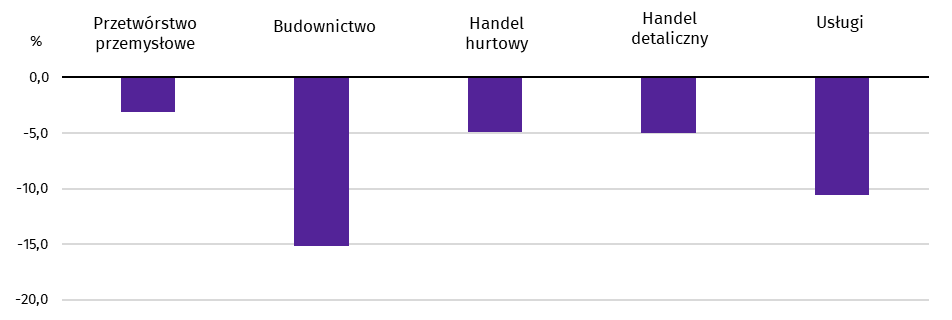 Przetwórstwo
przemysłowe
Budownictwo
Handel
hurtowy
Handel
detaliczny
Usługi
%
0,0
-5,0
-10,0
-15,0
-20,0